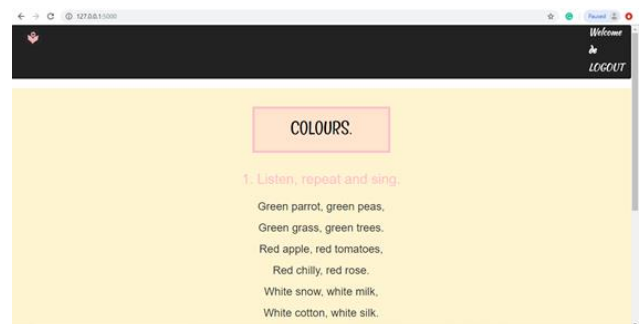 127.0.0.1:5000
Paused
Welcome
de
LOGOUT
COLOURS.
1. Listen, repeat and sing.
Green parrot, green peas,
Green grass, green trees.
Red apple, red tomatoes,
Red chilly, red rose.
White snow, white milk,
White cotton, white silk.